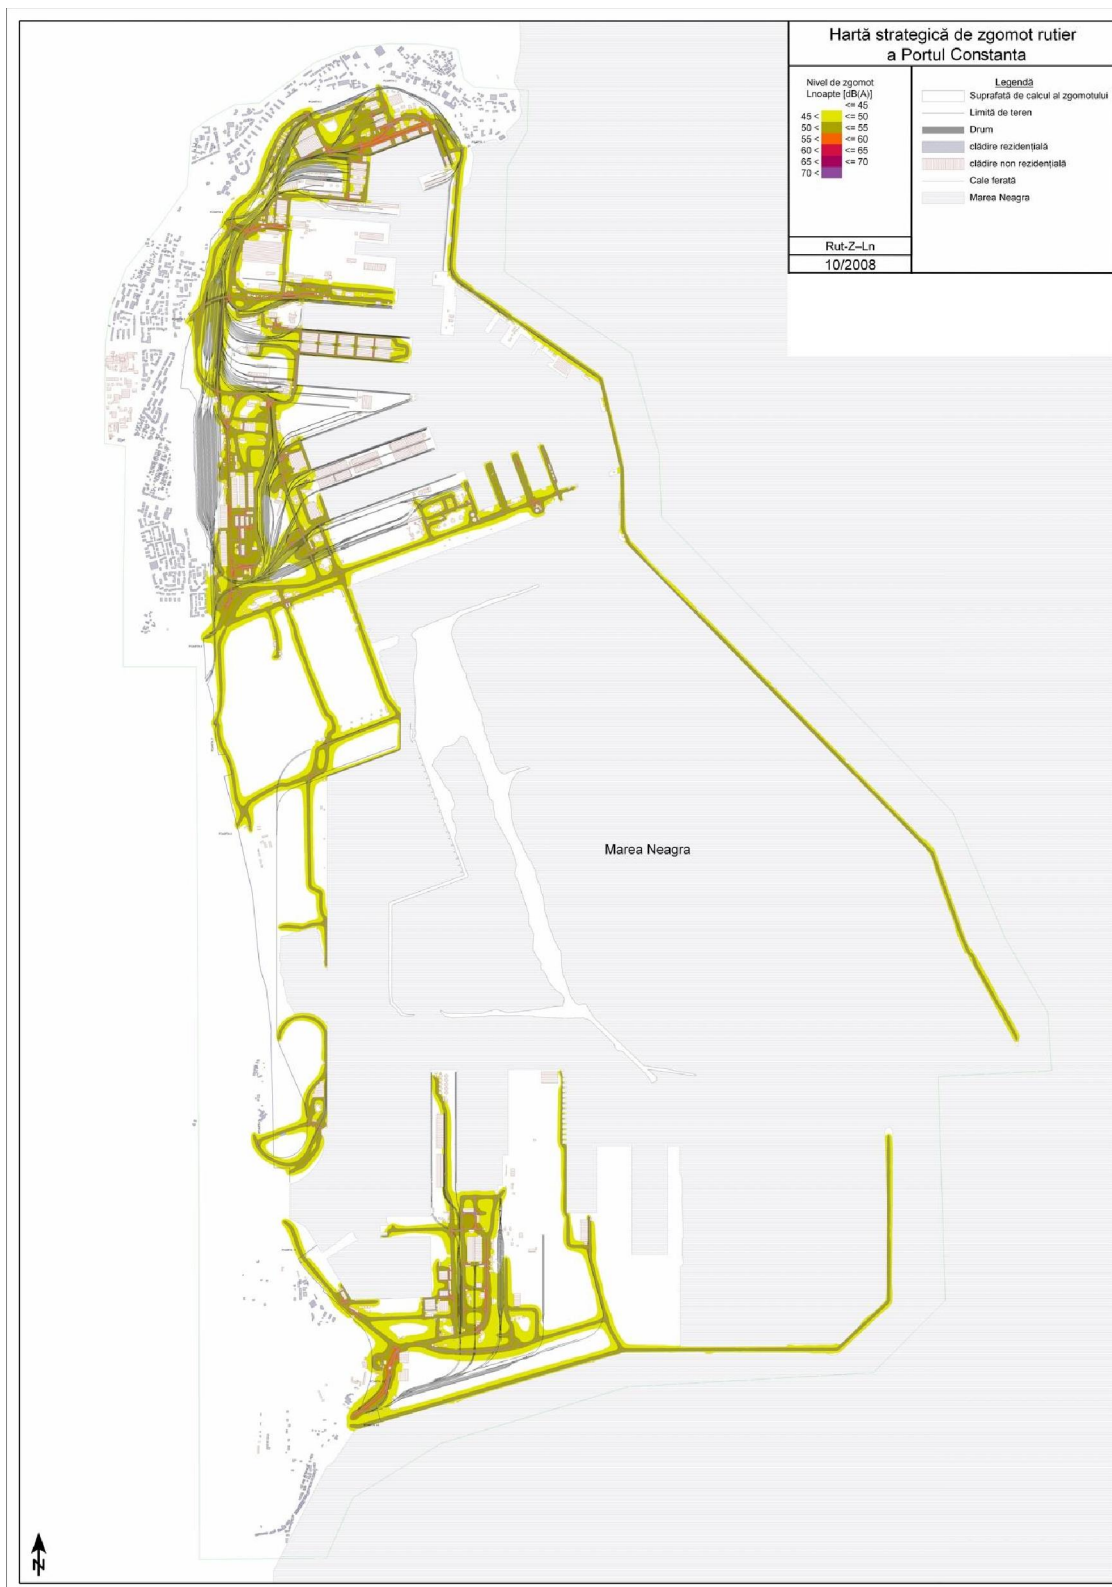 Hartă strategică de zgomot rutier
a Portul Constanta
Nivel de zgomot
Lnoapte [dB(A)]
<= 45
45 < <= 50
50 < <= 55
55 < <= 60
60 < <= 65
65 < <= 70
70 <
Rut-Z–Ln
10/2008
Legendă
Suprafată de calcul al zgomotului
Limită de teren
Drum
clădire rezidențială
clădire non rezidențială
Cale ferată
Marea Neagra
Marea Neagra
N